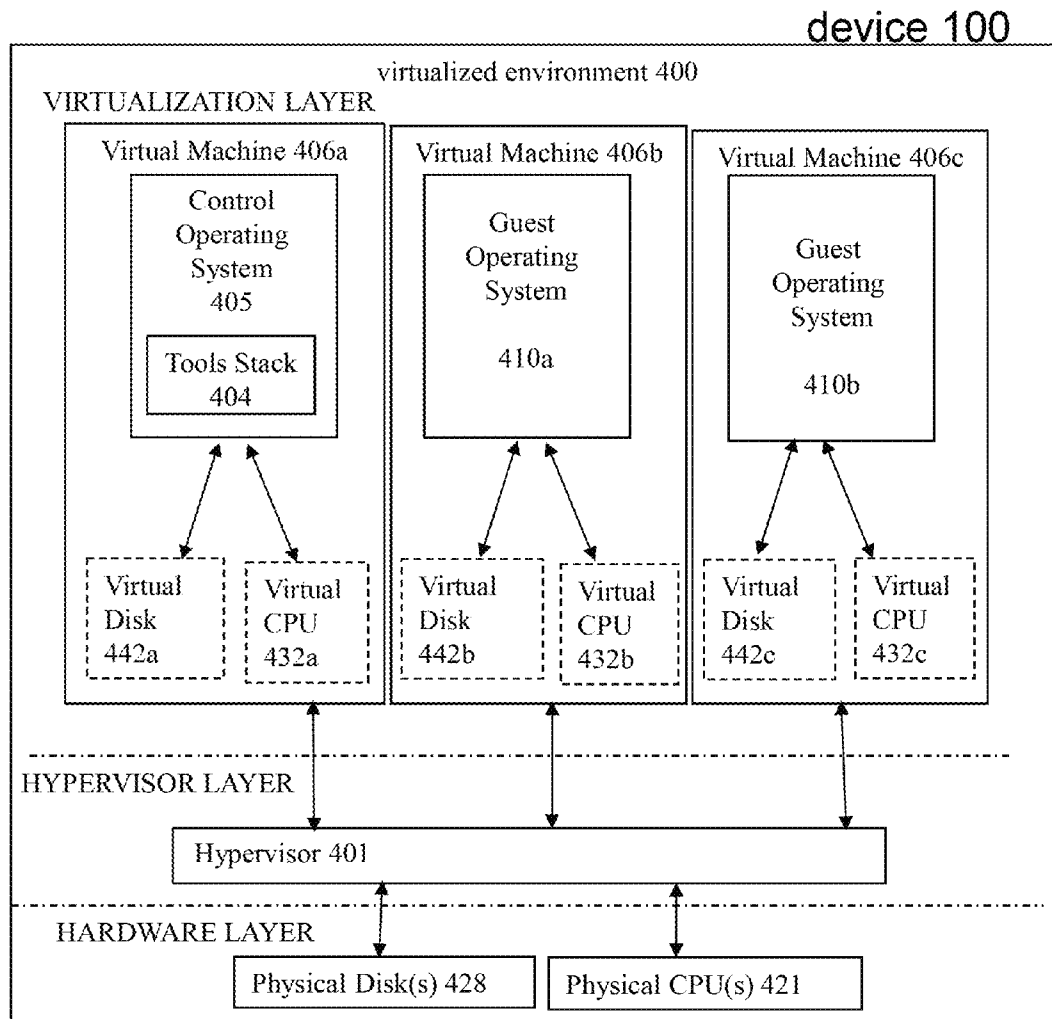 device 100
virtualized environment 400
VIRTUALIZATION LAYER
Virtual Machine 406a
Control
Operating
System
405
Tools Stack
404
Virtual
Disk
442a
Virtual
CPU
432a
Virtual Machine 406b
Guest
Operating
System
410a
Virtual
Disk
442b
Virtual
CPU
432b
Virtual Machine 406c
Guest
Operating
System
410b
Virtual
Disk
442c
Virtual
CPU
432c
HYPERVISOR LAYER
Hypervisor 401
HARDWARE LAYER
Physical Disk(s) 428
Physical CPU(s) 421